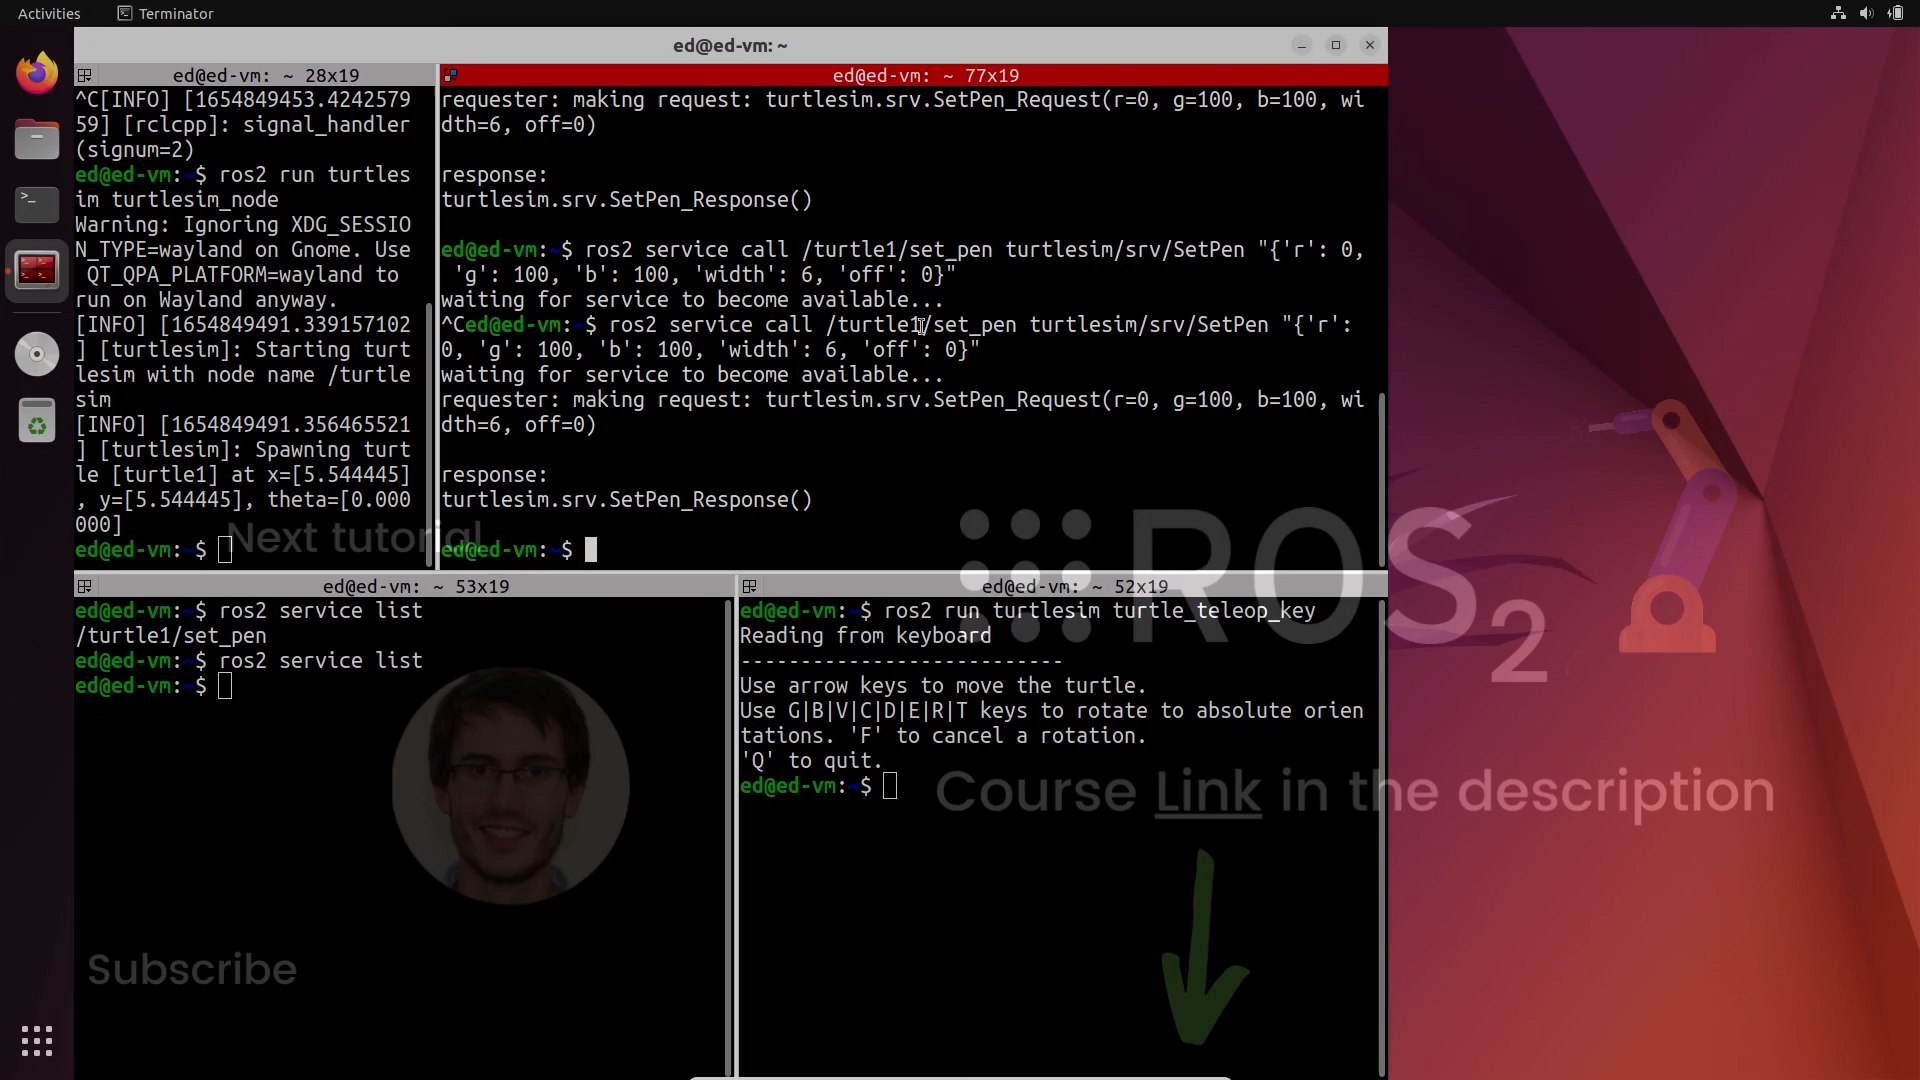 Activities
Terminator
ed@ed-vm: ~
ed@ed-vm: ~ 28x19
^C[INFO] [1654849453.4242579
59] [rclcpp]: signal_handler
(signum=2)
ed@ed-vm:~$ ros2 run turtles
im turtlesim_node
Warning: Ignoring XDG_SESSIO
N_TYPE=wayland on Gnome. Use
QT_QPA_PLATFORM=wayland to
run on Wayland anyway.
[INFO] [1654849491.339157102
] [turtlesim]: Starting turt
lesim with node name /turtle
sim
[INFO] [1654849491.356465521
] [turtlesim]: Spawning turt
le [turtle1] at x=[5.544445]
, y=[5.544445], theta=[0.000
000]
ed@ed-vm:~$
ed@ed-vm: ~ 77x19
requester: making request: turtlesim.srv.SetPen_Request(r=0, g=100, b=100, wi
dth=6, off=0)
response:
turtlesim.srv.SetPen_Response()
ed@ed-vm:~$ ros2 service call /turtle1/set_pen turtlesim/srv/SetPen "{'r': 0,
'g': 100, 'b': 100, 'width': 6, 'off': 0}"
waiting for service to become available...
^Ced@ed-vm:~$ ros2 service call /turtle1/set_pen turtlesim/srv/SetPen "{'r':
0, 'g': 100, 'b': 100, 'width': 6, 'off': 0}"
waiting for service to become available...
requester: making request: turtlesim.srv.SetPen_Request(r=0, g=100, b=100, wi
dth=6, off=0)
response:
turtlesim.srv.SetPen_Response()
ed@ed-vm:~$
Next tutorial
ROS
2
ed@ed-vm: ~ 53x19
ed@ed-vm:~$ ros2 service list
/turtle1/set_pen
ed@ed-vm:~$ ros2 service list
ed@ed-vm:~$
ed@ed-vm: ~ 52x19
ed@ed-vm:~$ ros2 run turtlesim turtle_teleop_key
Reading from keyboard
---------------------------
Use arrow keys to move the turtle.
Use G|B|V|C|D|E|R|T keys to rotate to absolute orien
tations. 'F' to cancel a rotation.
'Q' to quit.
ed@ed-vm:~$
Course Link in the description
Subscribe